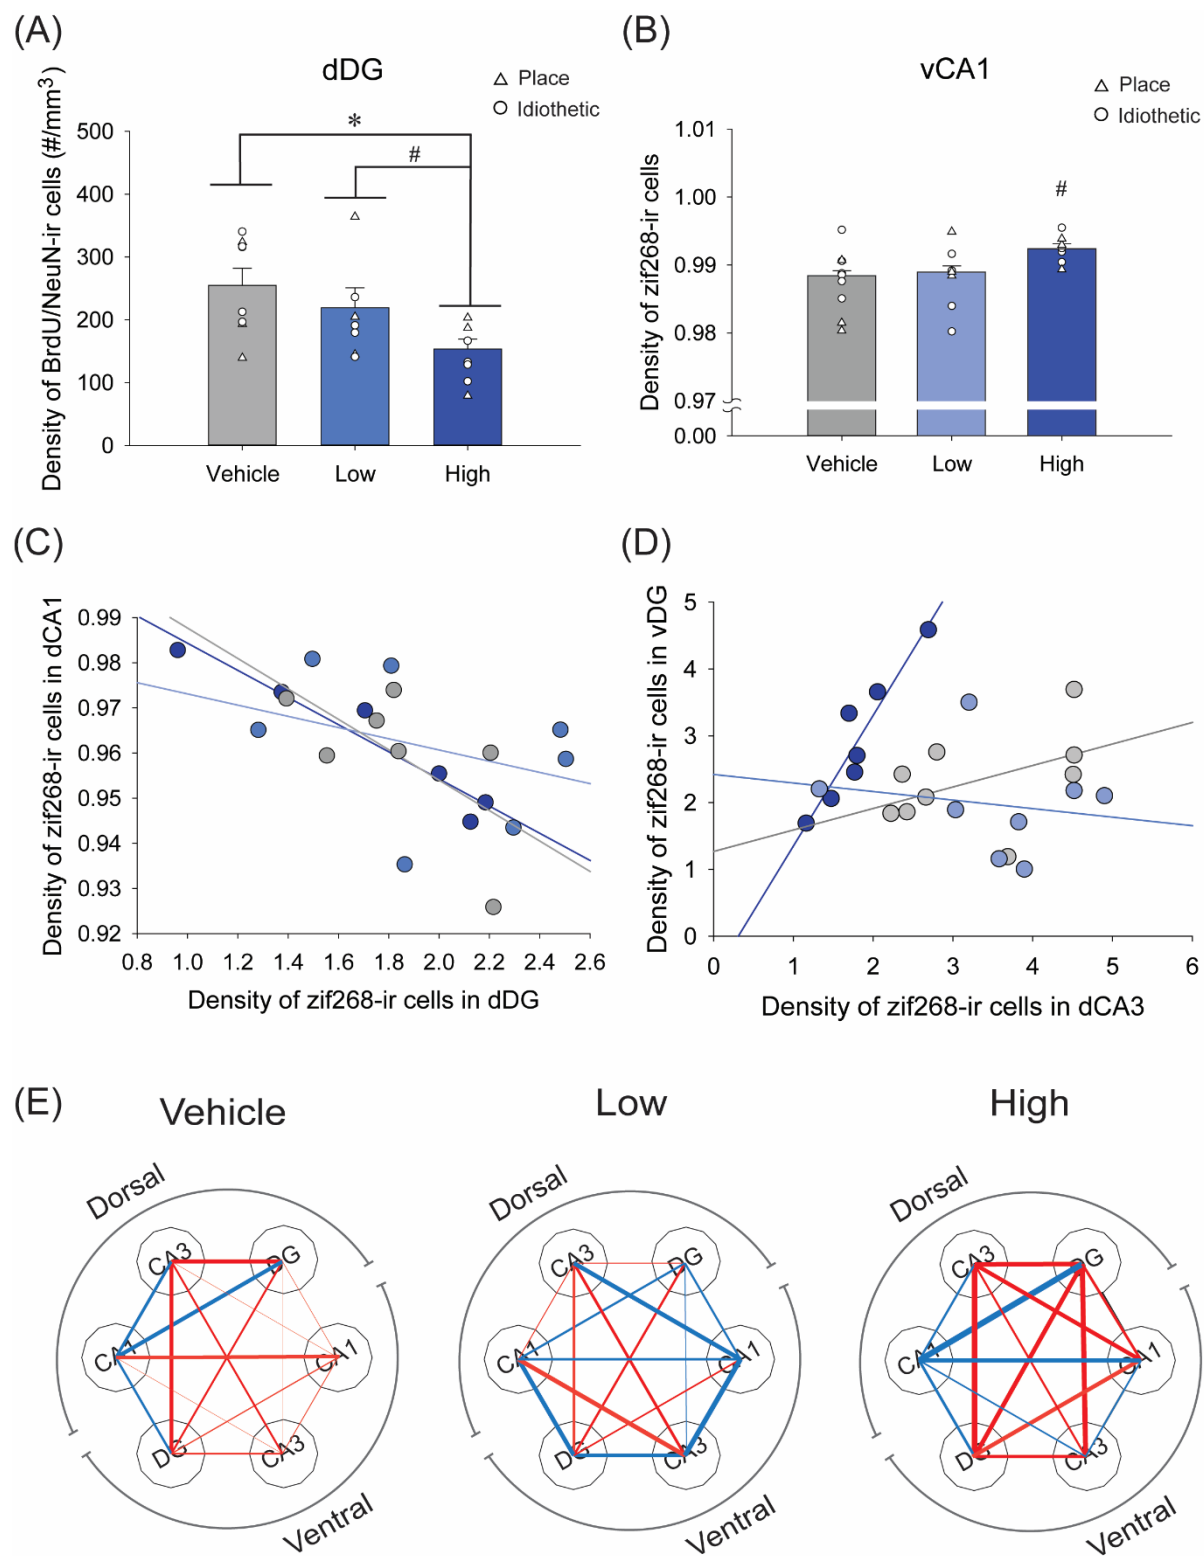 (A)
dDG
△ Place
○ Idiothetic
Density of BrdU/NeuN-ir cells (#/mm³)
500
400
300
200
100
0
*
#
Vehicle Low High
(B)
vCA1
△ Place
○ Idiothetic
Density of zif268-ir cells
1.01
1.00
0.99
0.98
0.97
0.00
#
Vehicle Low High
(C)
Density of zif268-ir cells in dCA1
0.99
0.98
0.97
0.96
0.95
0.94
0.93
0.92
0.8 1.0 1.2 1.4 1.6 1.8 2.0 2.2 2.4 2.6
Density of zif268-ir cells in dDG
(D)
Density of zif268-ir cells in vDG
5
4
3
2
1
0
0 1 2 3 4 5 6
Density of zif268-ir cells in dCA3
(E)
Vehicle
Dorsal
CA3 DG
CA1 CA1
DG CA3
Ventral
Low
Dorsal
CA3 DG
CA1 CA1
DG CA3
Ventral
High
Dorsal
CA3 DG
CA1 CA1
DG CA3
Ventral